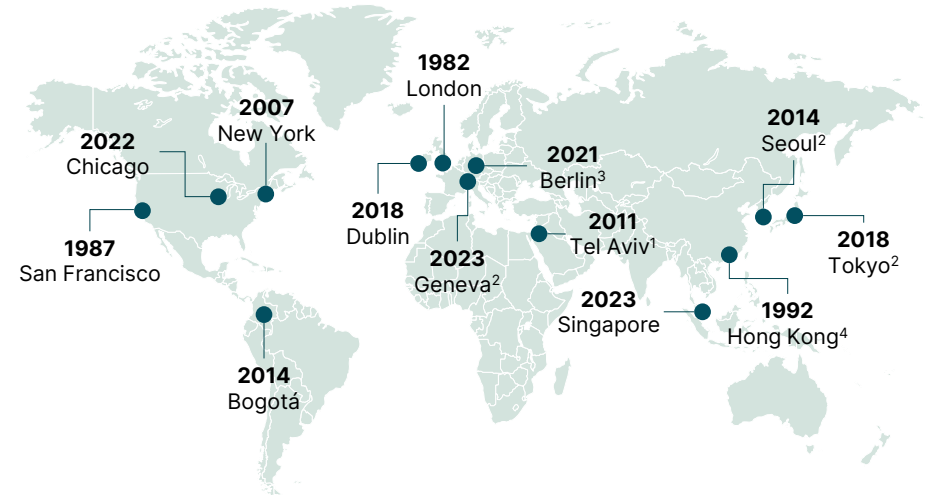 1982
London
2007
New York
2014
Seoul²
2022
Chicago
2021
Berlin³
2018
Dublin
2011
Tel Aviv¹
1987
San Francisco
2023
Geneva²
2018
Tokyo²
2023
Singapore
1992
Hong Kong⁴
2014
Bogotá